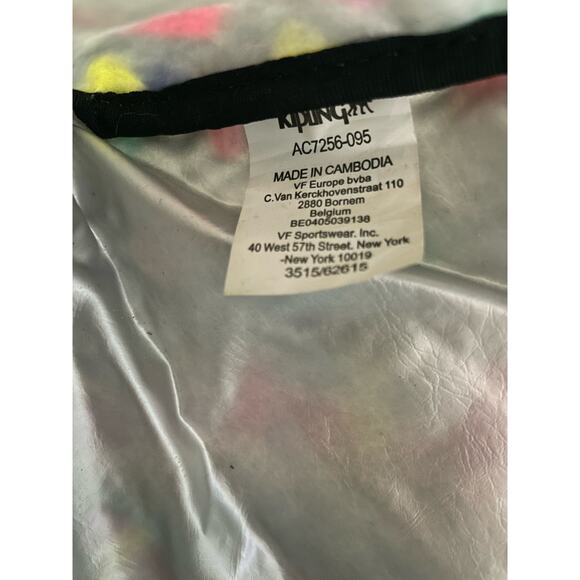 KIPLING
AC7256-095
MADE IN CAMBODIA
VF Europe bvba
C.Van Kerckhovenstraat 110
2880 Bornem
Belgium
BE0405039138
VF Sportswear. Inc.
40 West 57th Street. New York
-New York 10019
3515/62615